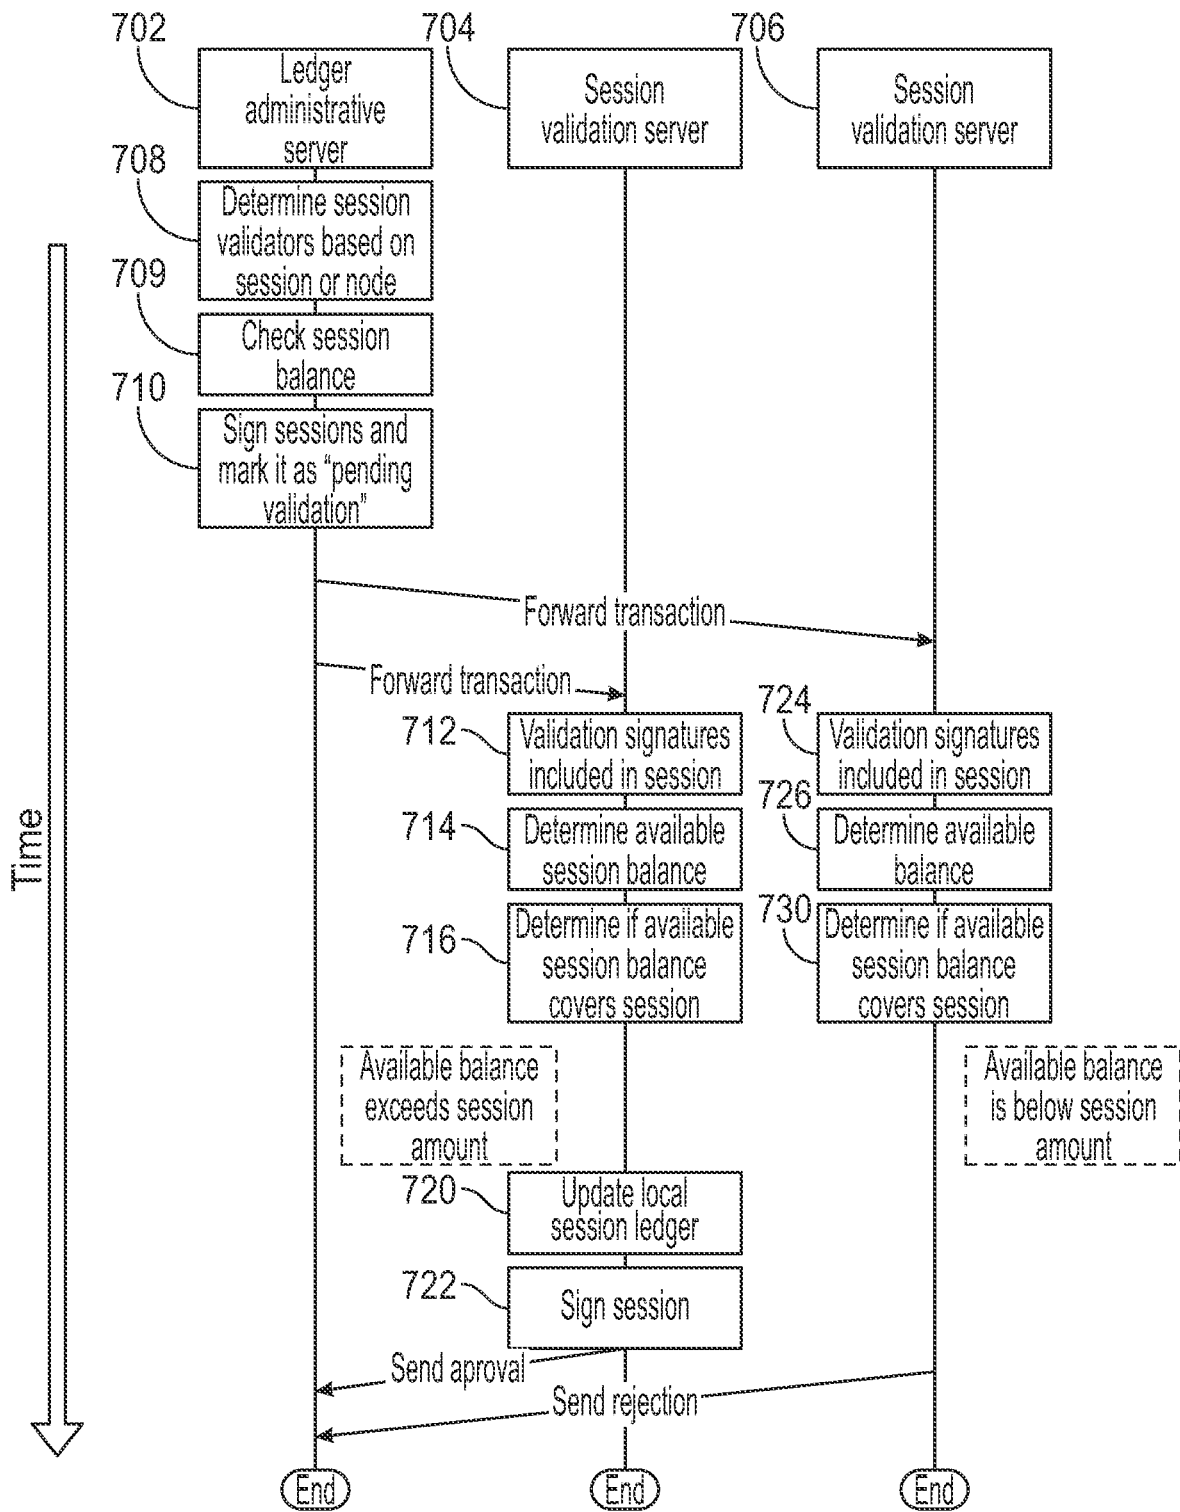 702
704
706
Ledger
administrative
server
Session
validation server
Session
validation server
708
Determine session
validators based on
session or node
709
Check session
balance
710
Sign sessions and
mark it as “pending
validation”
Time
Forward transaction
Forward transaction
712
Validation signatures
included in session
724
Validation signatures
included in session
714
Determine available
session balance
726
Determine available
balance
716
Determine if available
session balance
covers session
730
Determine if available
session balance
covers session
Available balance
exceeds session
amount
Available balance
is below session
amount
720
Update local
session ledger
722
Sign session
Send aproval
Send rejection
End
End
End